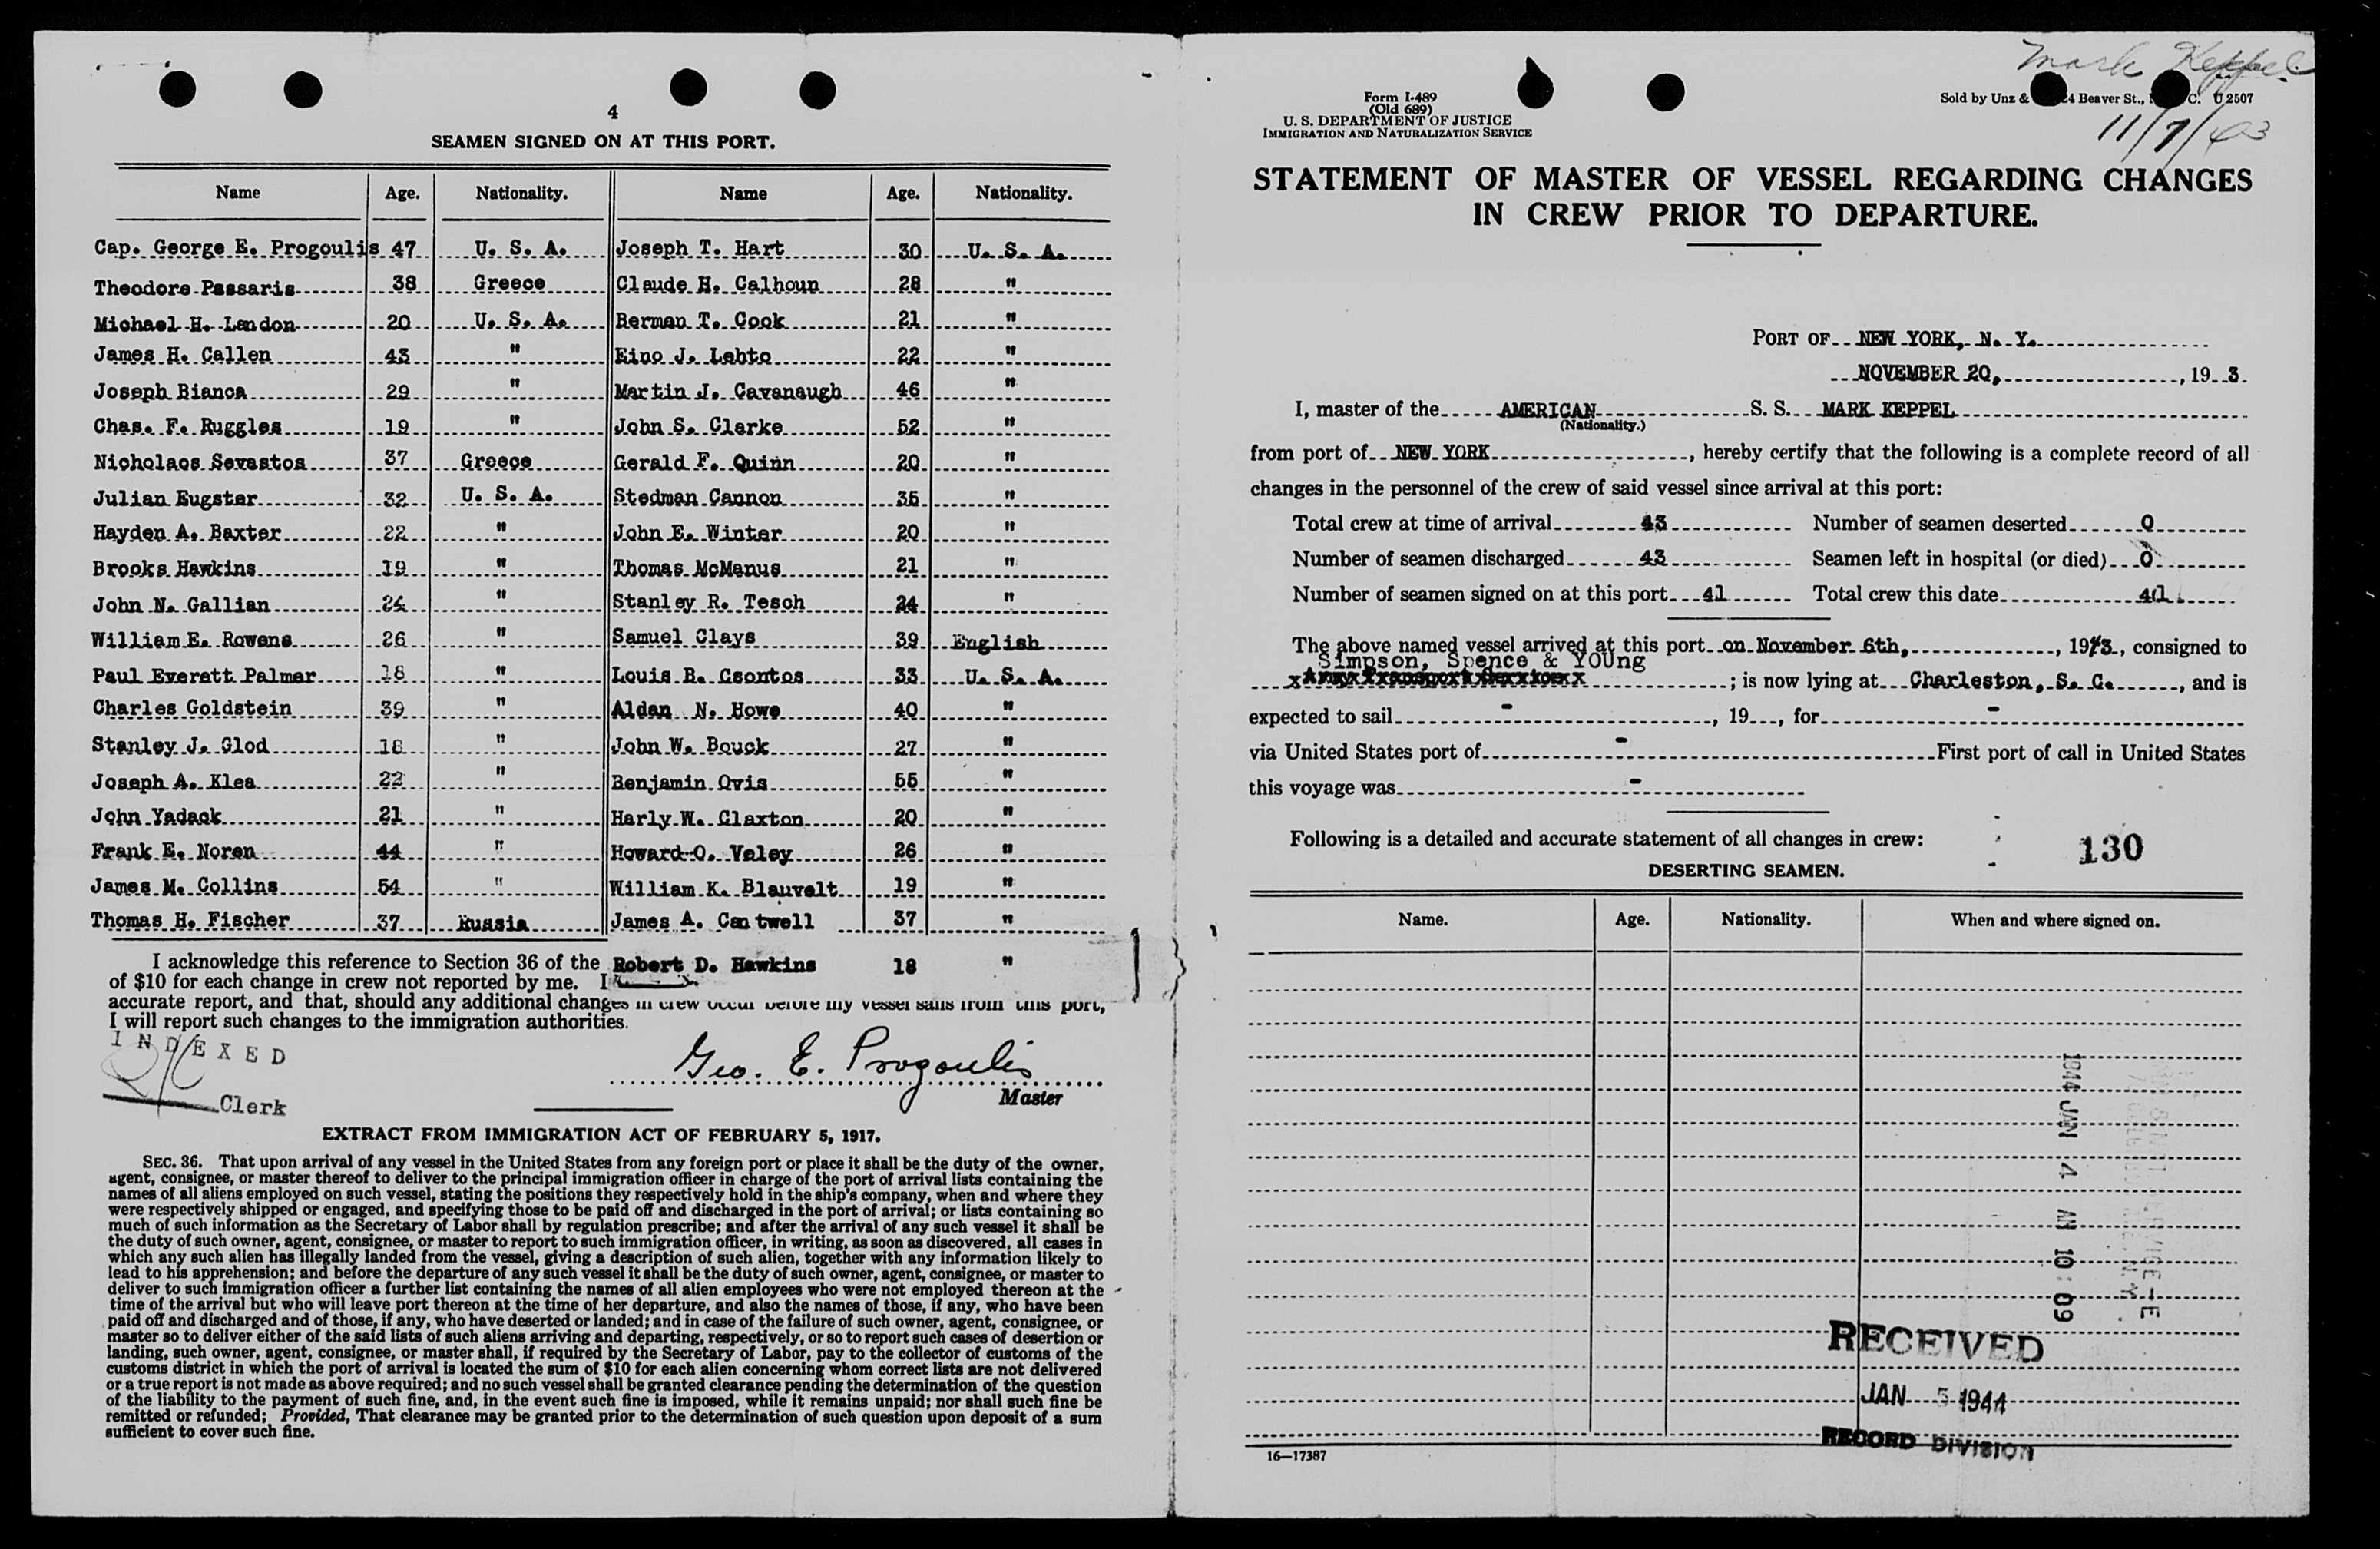 4
SEAMEN SIGNED ON AT THIS PORT.
Name Age. Nationality. Name Age. Nationality.
Cap. George E. Progoulis 47 U. S. A. Joseph T. Hart 30 U. S. A.
Theodore Passaris 38 Greece Claude H. Calhoun 28 "
Michael H. Landon 20 U. S. A. Berman T. Cook 21 "
James H. Callen 43 " Eino J. Lehto 22 "
Joseph Bianca 29 " Martin J. Cavanaugh 46 "
Chas. F. Ruggles 19 " John S. Clarke 52 "
Nicholaos Sevastos 37 Greece Gerald F. Quinn 20 "
Julian Eugster 32 U. S. A. Stedman Cannon 35 "
Hayden A. Baxter 22 " John E. Winter 20 "
Brooks Hawkins 19 " Thomas McManus 21 "
John N. Gallian 24 " Stanley R. Tesch 24 "
William E. Rowens 26 " Samuel Clays 39 English
Paul Everett Palmer 18 " Louis R. Csontos 33 U. S. A.
Charles Goldstein 39 " Aldan N. Howe 40 "
Stanley J. Glod 18 " John W. Bouck 27 "
Joseph A. Klea 22 " Benjamin Ovis 55 "
John Yadack 21 " Harly W. Claxton 20 "
Frank E. Noren 44 " Howard O. Veley 26 "
James M. Collins 54 " William K. Blauvelt 19 "
Thomas H. Fischer 37 Russia James A. Cantwell 37 "
I acknowledge this reference to Section 36 of the Robert D. Hawkins 18 "
of $10 for each change in crew not reported by me. I
accurate report, and that, should any additional changes in crew occur before my vessel sails from this port,
I will report such changes to the immigration authorities.
INDEXED
Geo. E. Progoulis
Clerk
Master
EXTRACT FROM IMMIGRATION ACT OF FEBRUARY 5, 1917.
SEC. 36. That upon arrival of any vessel in the United States from any foreign port or place it shall be the duty of the owner,
agent, consignee, or master thereof to deliver to the principal immigration officer in charge of the port of arrival lists containing the
names of all aliens employed on such vessel, stating the positions they respectively hold in the ship's company, when and where they
were respectively shipped or engaged, and specifying those to be paid off and discharged in the port of arrival; or lists containing so
much of such information as the Secretary of Labor shall by regulation prescribe; and after the arrival of any such vessel it shall be
the duty of such owner, agent, consignee, or master to report to such immigration officer, in writing, as soon as discovered, all cases in
which any such alien has illegally landed from the vessel, giving a description of such alien, together with any information likely to
lead to his apprehension; and before the departure of any such vessel it shall be the duty of such owner, agent, consignee, or master to
deliver to such immigration officer a further list containing the names of all alien employees who were not employed thereon at the
time of the arrival but who will leave port thereon at the time of her departure, and also the names of those, if any, who have been
paid off and discharged and of those, if any, who have deserted or landed; and in case of the failure of such owner, agent, consignee, or
master so to deliver either of the said lists of such aliens arriving and departing, respectively, or so to report such cases of desertion or
landing, such owner, agent, consignee, or master shall, if required by the Secretary of Labor, pay to the collector of customs of the
customs district in which the port of arrival is located the sum of $10 for each alien concerning whom correct lists are not delivered
or a true report is not made as above required; and no such vessel shall be granted clearance pending the determination of the question
of the liability to the payment of such fine, and, in the event such fine is imposed, while it remains unpaid; nor shall such fine be
remitted or refunded; Provided, That clearance may be granted prior to the determination of such question upon deposit of a sum
sufficient to cover such fine.
Mark Keppel
Form I-489
(Old 689)
U. S. DEPARTMENT OF JUSTICE
IMMIGRATION AND NATURALIZATION SERVICE
Sold by Unz & 24 Beaver St., N. C. U 2507
11/7/43
STATEMENT OF MASTER OF VESSEL REGARDING CHANGES
IN CREW PRIOR TO DEPARTURE.
PORT OF NEW YORK, N. Y.
NOVEMBER 20, , 19 3.
I, master of the AMERICAN S. S. MARK KEPPEL
(Nationality.)
from port of NEW YORK , hereby certify that the following is a complete record of all
changes in the personnel of the crew of said vessel since arrival at this port:
Total crew at time of arrival 43 Number of seamen deserted 0
Number of seamen discharged 43 Seamen left in hospital (or died) 0
Number of seamen signed on at this port 41 Total crew this date 41
The above named vessel arrived at this port on November 6th, , 1943, consigned to
Simpson, Spence & YOUng
; is now lying at Charleston, S. C. , and is
expected to sail - , 19 , for -
via United States port of - First port of call in United States
this voyage was -
Following is a detailed and accurate statement of all changes in crew:
130
DESERTING SEAMEN.
Name. Age. Nationality. When and where signed on.
1944 JAN 4 AM 10:09
RECEIVED
JAN 5 1944
RECORD DIVISION
16—17387